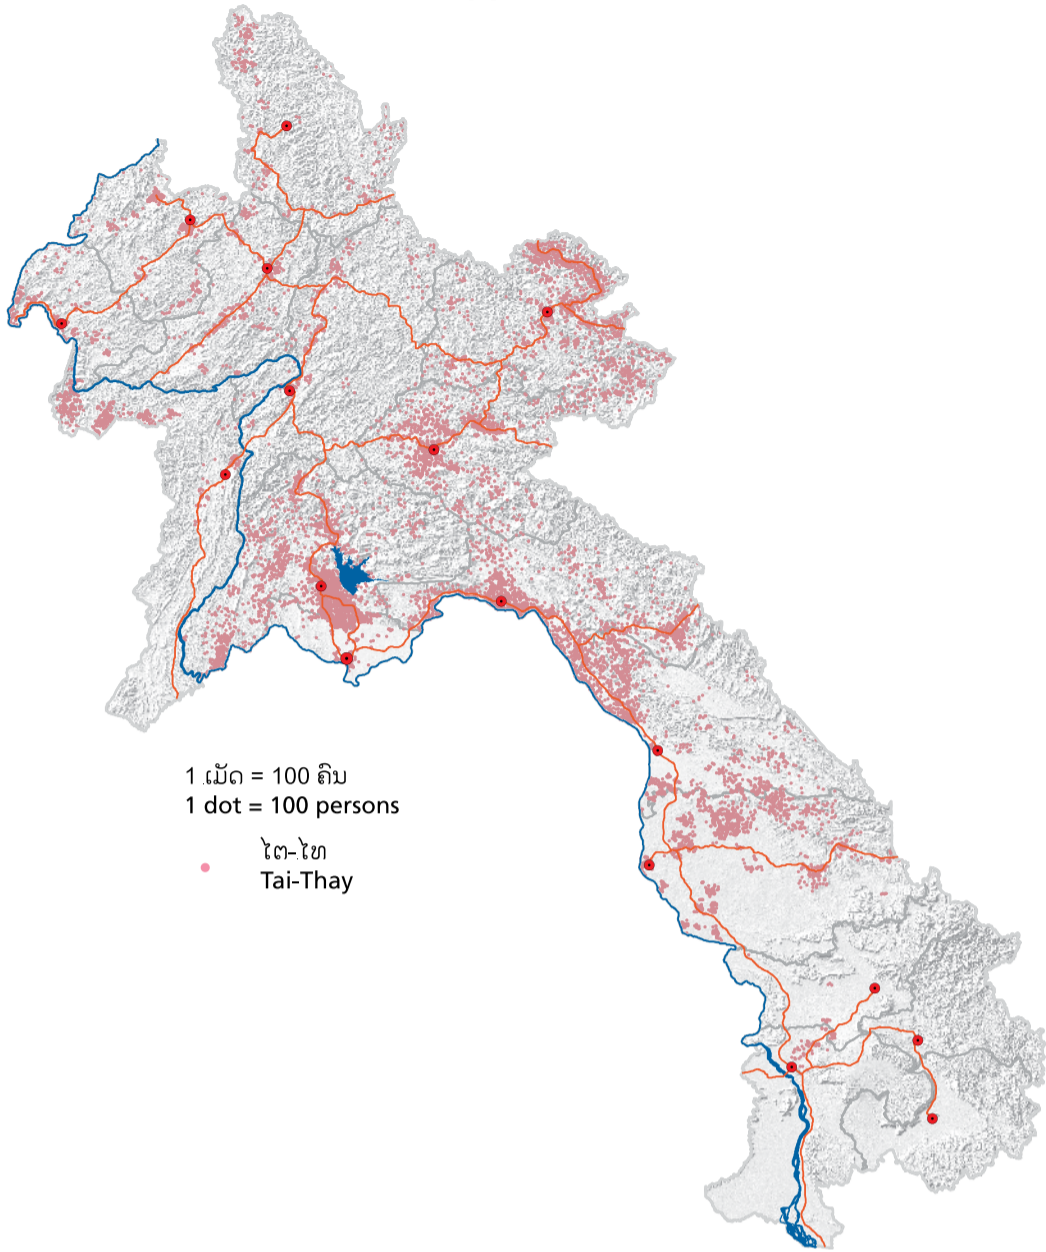 1 ເມັດ = 100 ຄົນ
1 dot = 100 persons
ໄຕ-ໄທ
Tai-Thay